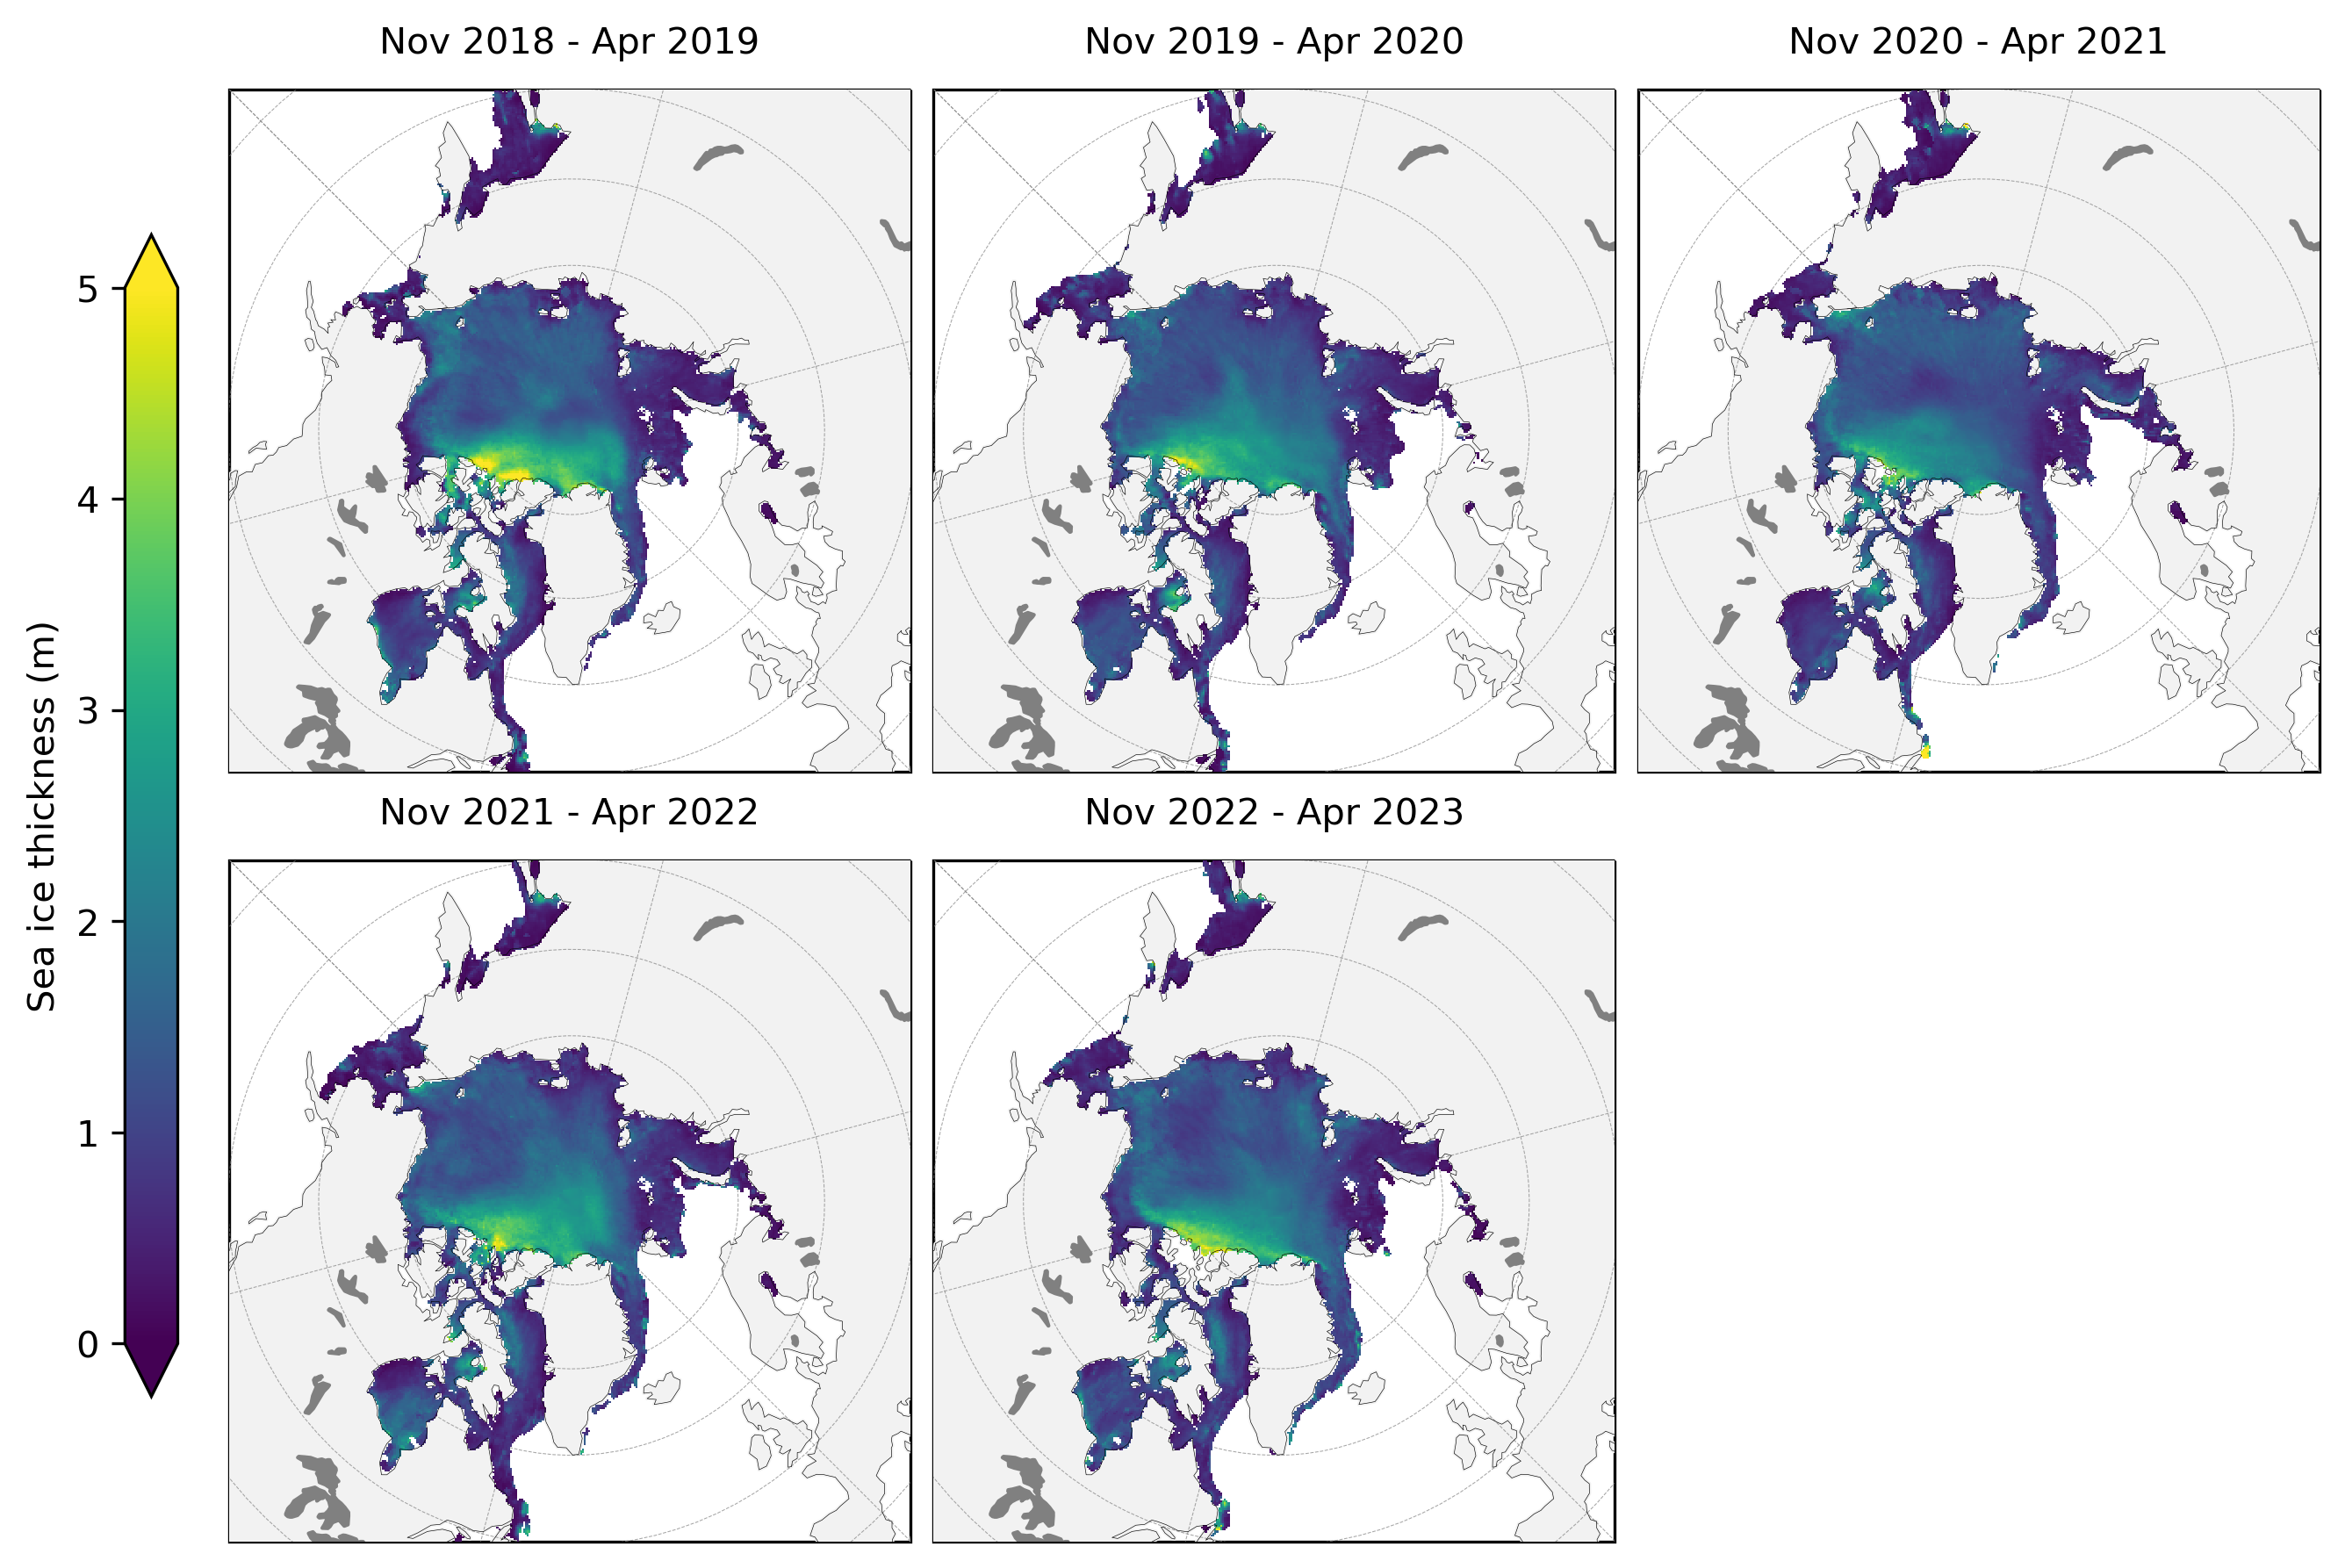 Nov 2018 - Apr 2019
Nov 2019 - Apr 2020
Nov 2020 - Apr 2021
5
4
3
2
1
0
Sea ice thickness (m)
Nov 2021 - Apr 2022
Nov 2022 - Apr 2023